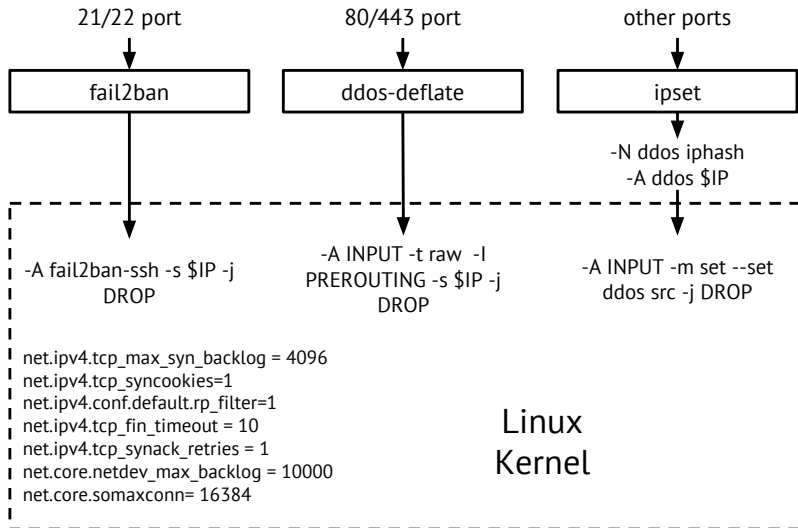 21/22 port
80/443 port
other ports
fail2ban
ddos-deflate
ipset
-N ddos iphash
-A ddos $IP
-A fail2ban-ssh -s $IP -j
DROP
-A INPUT -t raw  -I
PREROUTING -s $IP -j
DROP
-A INPUT -m set --set
ddos src -j DROP
net.ipv4.tcp_max_syn_backlog = 4096
net.ipv4.tcp_syncookies=1
net.ipv4.conf.default.rp_filter=1
net.ipv4.tcp_fin_timeout = 10
net.ipv4.tcp_synack_retries = 1
net.core.netdev_max_backlog = 10000
net.core.somaxconn= 16384
Linux
Kernel